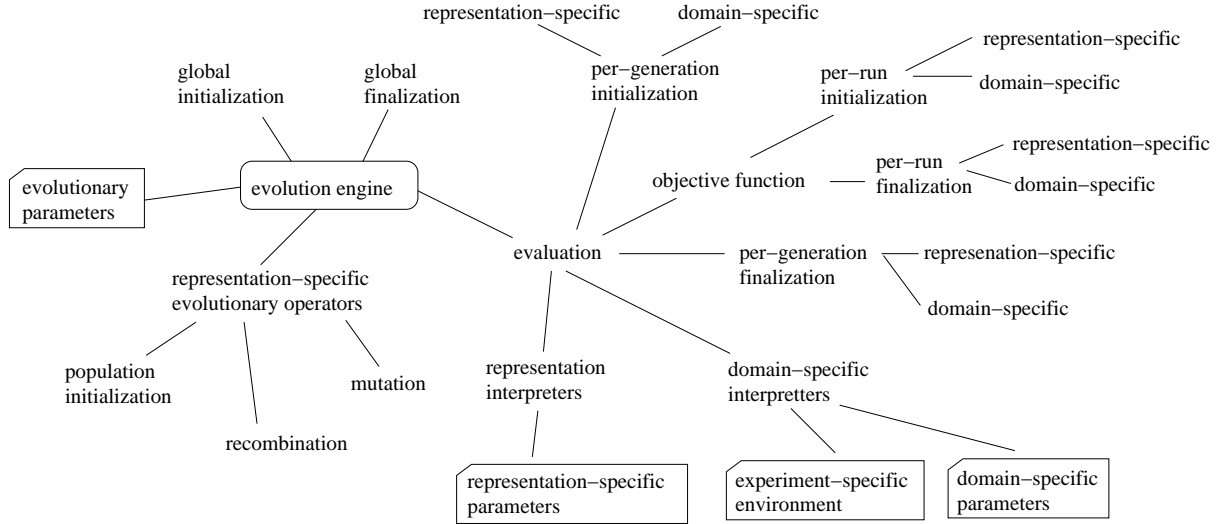 representation−specific
domain−specific
representation−specific
global
initialization
global
finalization
per−generation
initialization
per−run
initialization
domain−specific
evolutionary
parameters
evolution engine
objective function
per−run
finalization
representation−specific
domain−specific
evaluation
per−generation
finalization
represenation−specific
domain−specific
representation−specific
evolutionary operators
population
initialization
mutation
recombination
representation
interpreters
domain−specific
interpretters
representation−specific
parameters
experiment−specific
environment
domain−specific
parameters